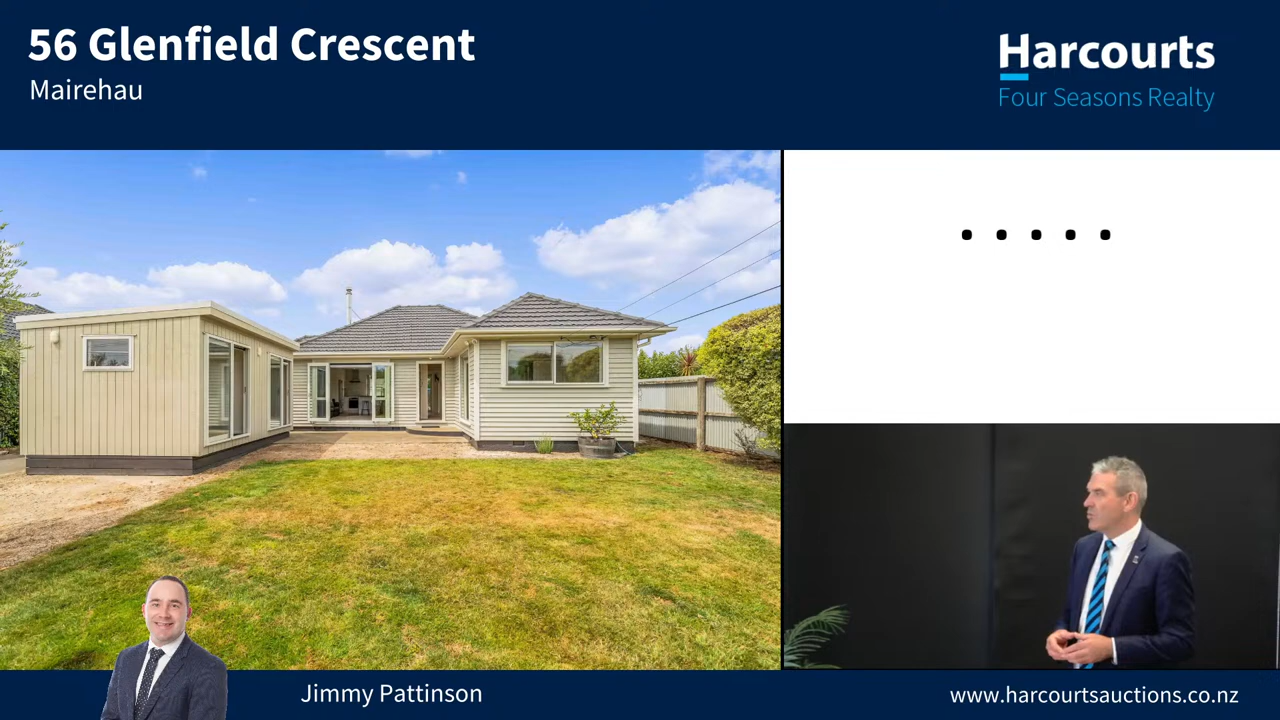 56 Glenfield Crescent
Mairehau
Harcourts
Four Seasons Realty
.....
Jimmy Pattinson
www.harcourtsauctions.co.nz